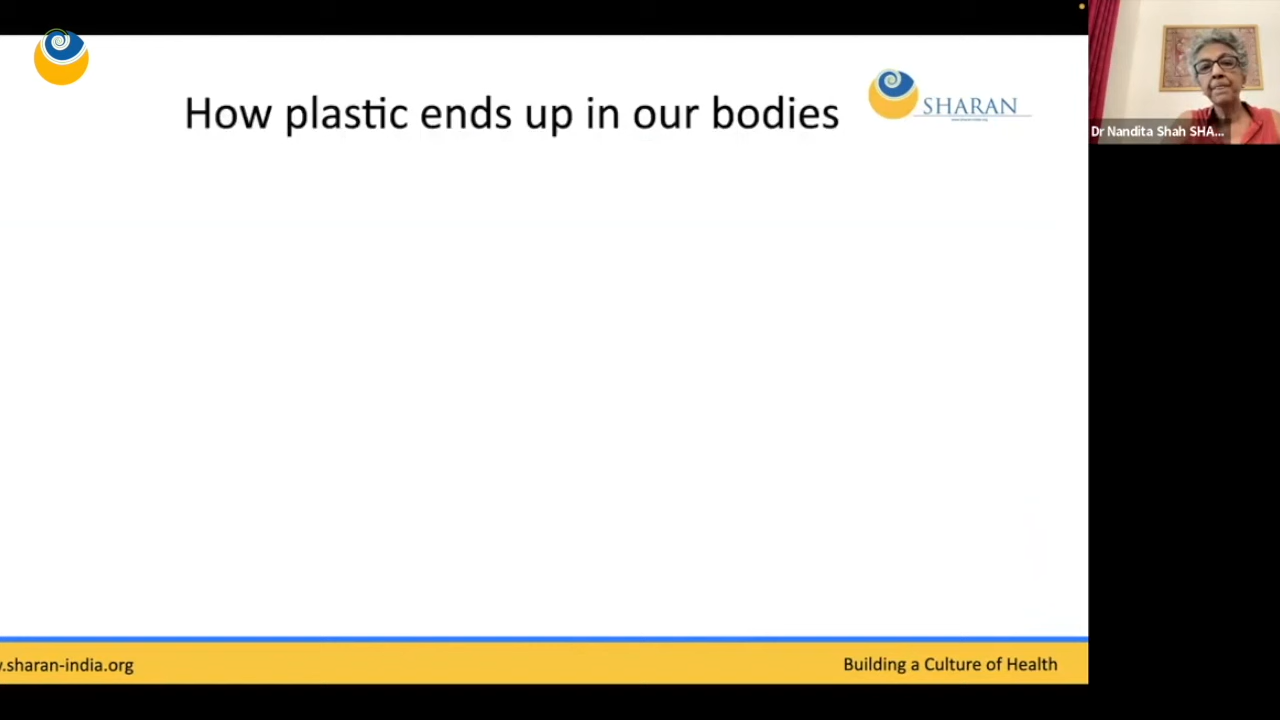 How plastic ends up in our bodies
SHARAN
Dr Nandita Shah SHA...
.sharan-india.org
Building a Culture of Health